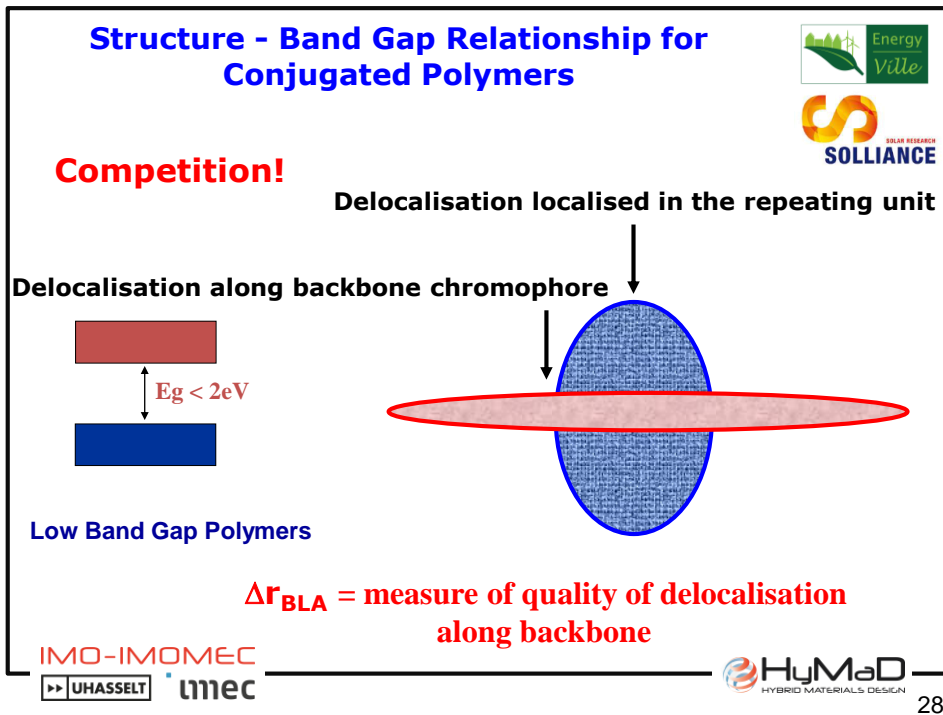 Structure - Band Gap Relationship for
Conjugated Polymers
Energy
Ville
SOLAR RESEARCH
SOLLIANCE
Competition!
Delocalisation localised in the repeating unit
Delocalisation along backbone chromophore
Eg < 2eV
Low Band Gap Polymers
Δr_BLA = measure of quality of delocalisation
along backbone
IMO-IMOMEC
UHASSELT
imec
HyMaD
HYBRID MATERIALS DESIGN
28